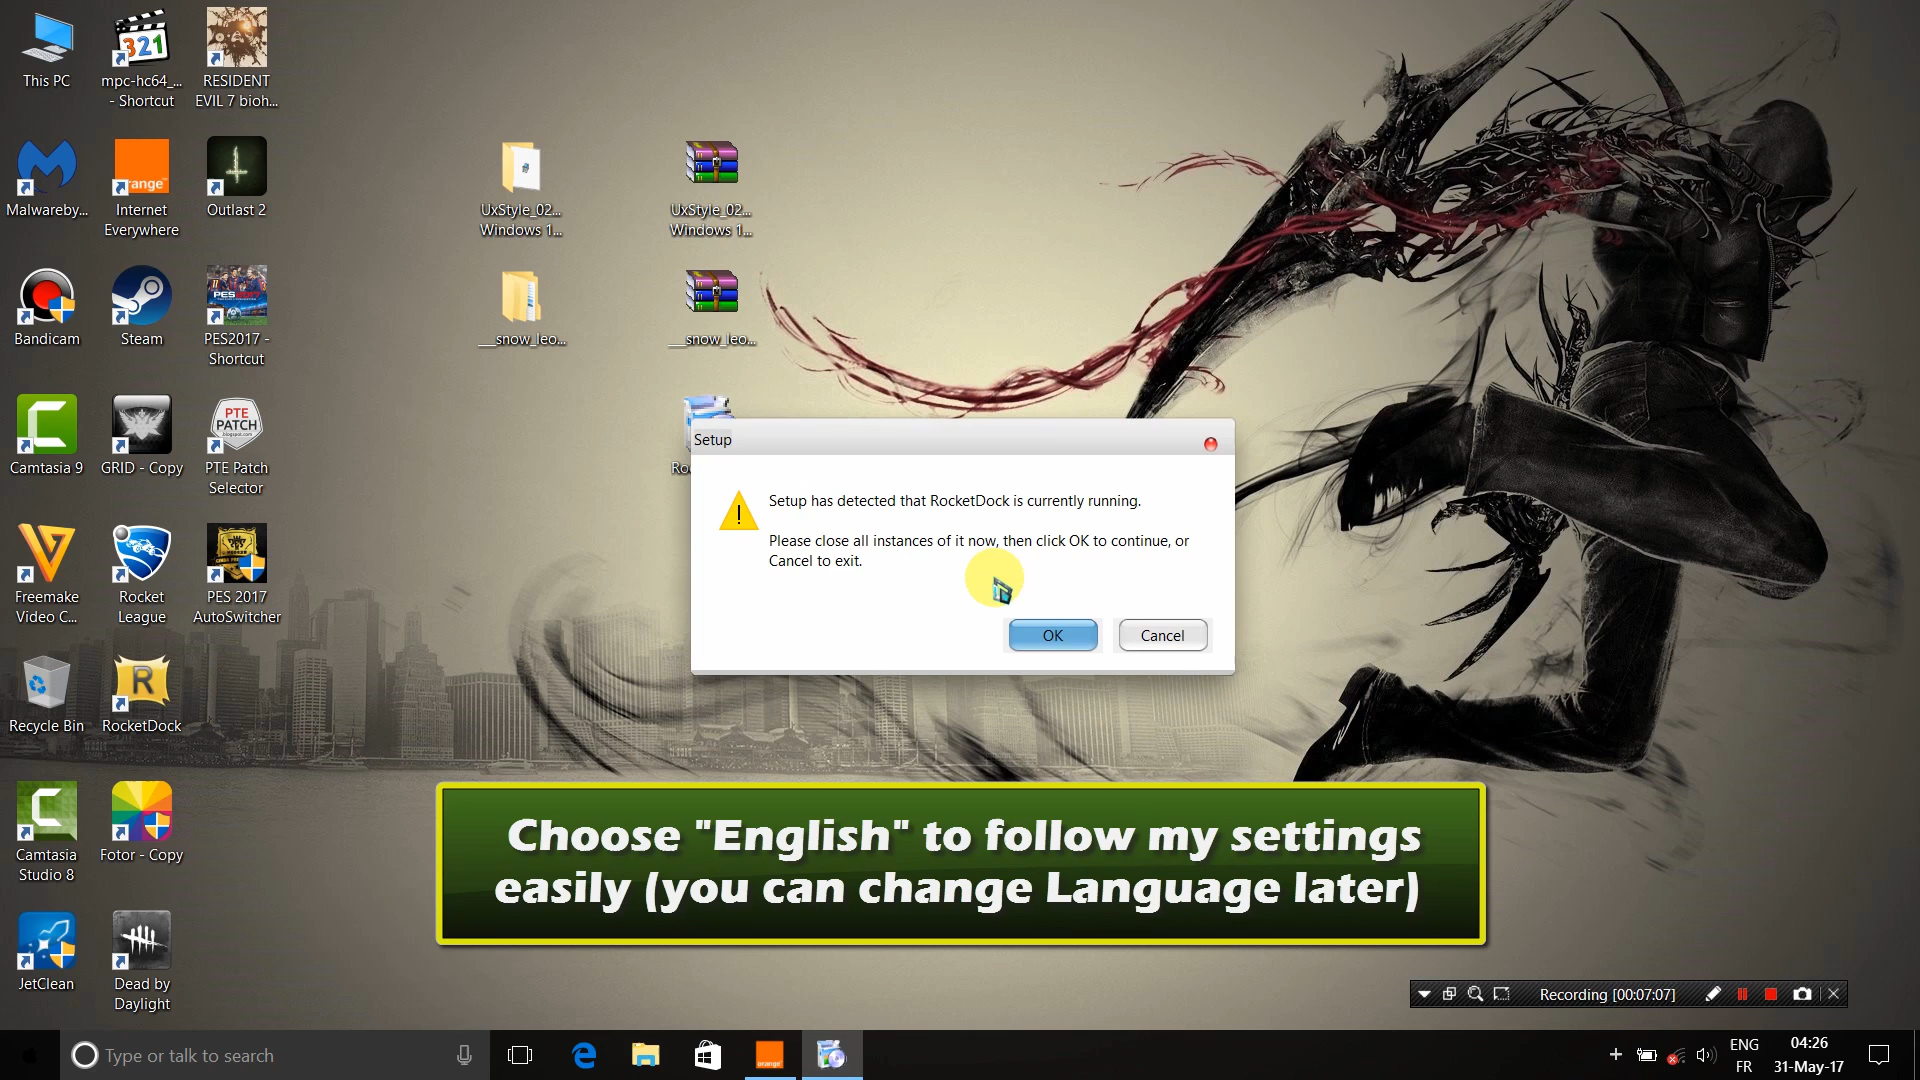 This PC
mpc-hc64_...
- Shortcut
RESIDENT
EVIL 7 bioh...
Malwareby...
orange
Internet
Everywhere
Outlast 2
UxStyle_02...
Windows 1...
UxStyle_02...
Windows 1...
Bandicam
Steam
PES2017 -
Shortcut
__snow_leo...
__snow_leo...
Camtasia 9
GRID - Copy
PTE
PATCH
PTE Patch
Selector
Setup
Setup has detected that RocketDock is currently running.
Please close all instances of it now, then click OK to continue, or
Cancel to exit.
OK
Cancel
Freemake
Video C...
Rocket
League
PES 2017
AutoSwitcher
Recycle Bin
RocketDock
Camtasia
Studio 8
Fotor - Copy
Choose "English" to follow my settings
easily (you can change Language later)
JetClean
Dead by
Daylight
Recording [00:07:07]
Type or talk to search
orange
ENG
FR
04:26
31-May-17